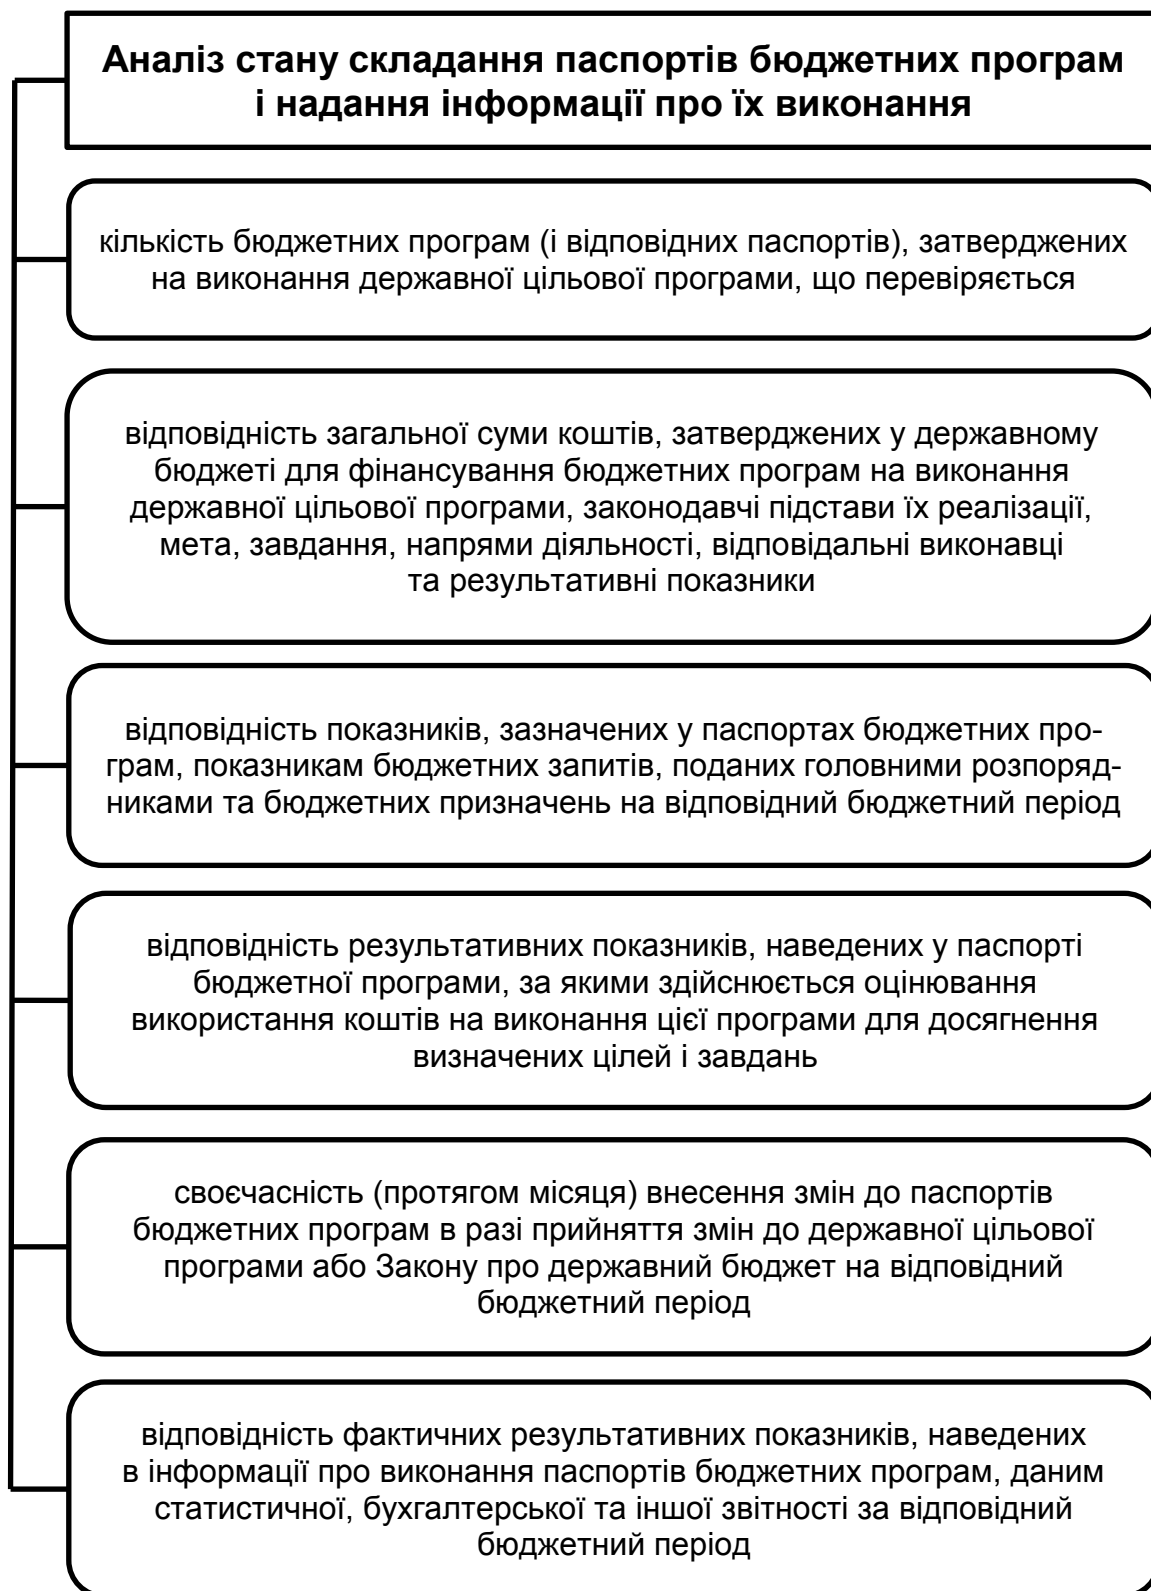 Аналіз стану складання паспортів бюджетних програм
і надання інформації про їх виконання
кількість бюджетних програм (і відповідних паспортів), затверджених
на виконання державної цільової програми, що перевіряється
відповідність загальної суми коштів, затверджених у державному
бюджеті для фінансування бюджетних програм на виконання
державної цільової програми, законодавчі підстави їх реалізації,
мета, завдання, напрями діяльності, відповідальні виконавці
та результативні показники
відповідність показників, зазначених у паспортах бюджетних про-
грам, показникам бюджетних запитів, поданих головними розпоряд-
никами та бюджетних призначень на відповідний бюджетний період
відповідність результативних показників, наведених у паспорті
бюджетної програми, за якими здійснюється оцінювання
використання коштів на виконання цієї програми для досягнення
визначених цілей і завдань
своєчасність (протягом місяця) внесення змін до паспортів
бюджетних програм в разі прийняття змін до державної цільової
програми або Закону про державний бюджет на відповідний
бюджетний період
відповідність фактичних результативних показників, наведених
в інформації про виконання паспортів бюджетних програм, даним
статистичної, бухгалтерської та іншої звітності за відповідний
бюджетний період